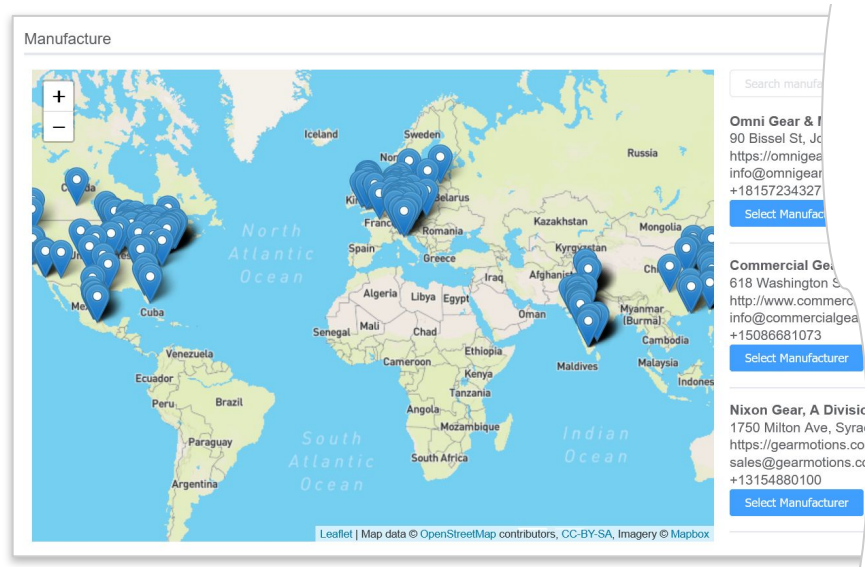 Manufacture
+
−
Iceland
Sweden
Russia
Belarus
Kazakhstan
Mongolia
North
Atlantic
Ocean
Romania
Spain
Greece
Kyrgyzstan
Iraq
Algeria
Libya
Egypt
Oman
Myanmar
(Burma)
Cuba
Senegal
Mali
Chad
Cambodia
Venezuela
Cameroon
Ethiopia
Maldives
Malaysia
Ecuador
Kenya
Tanzania
Peru
Brazil
Angola
Mozambique
Paraguay
South
Atlantic
Ocean
South Africa
Indian
Ocean
Argentina
Leaflet | Map data © OpenStreetMap contributors, CC-BY-SA, Imagery © Mapbox
Search manufa
Omni Gear &
90 Bissel St,
https://omnigea
info@omnigear
+18157234327
Select Manufac
Commercial Gea
618 Washington S
http://www.commerc
info@commercialgea
+15086681073
Select Manufacturer
Nixon Gear, A Divisio
1750 Milton Ave, Syra
https://gearmotions.co
sales@gearmotions.co
+13154880100
Select Manufacturer